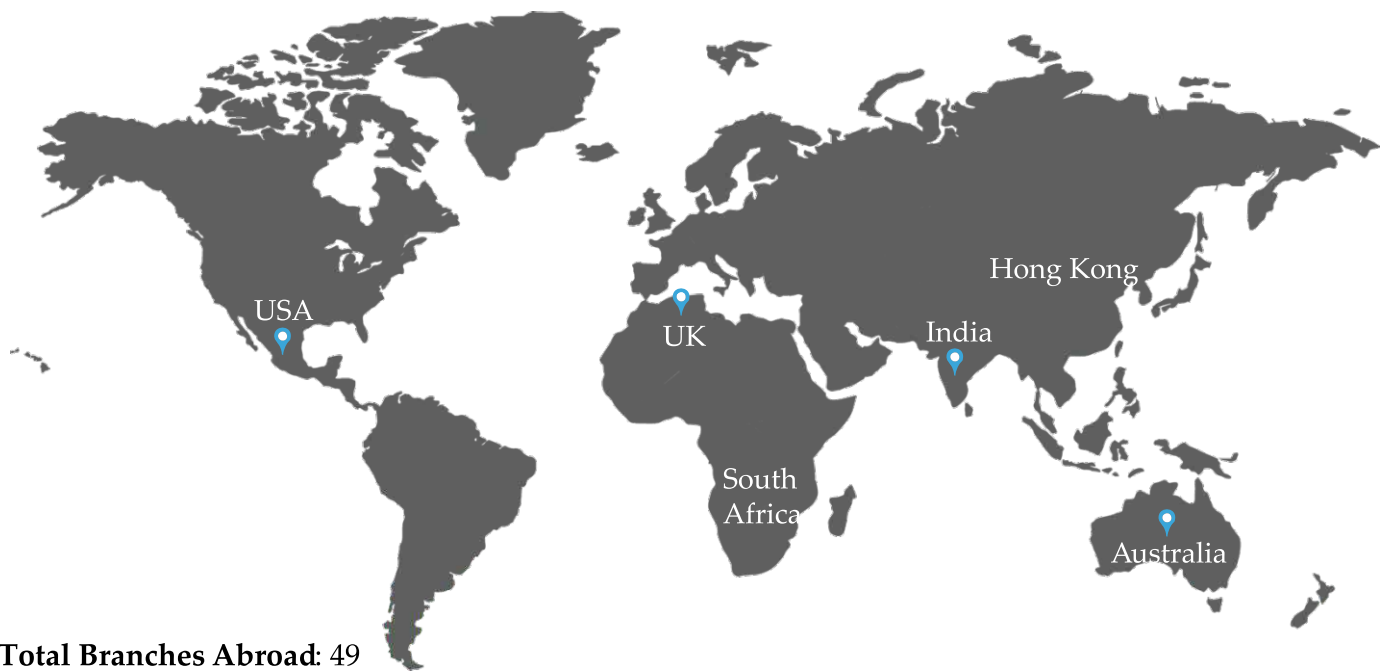 Hong Kong
USA
India
UK
South
Africa
Australia
Total Branches Abroad: 49